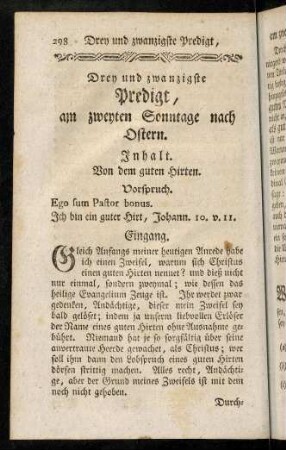 298 Drey und zwanzigste Predigt,
Drey und zwanzigste
Predigt,
am zweyten Sonntage nach
Ostern.
Inhalt.
Von dem guten Hirten.
Vorspruch.
Ego sum Pastor bonus.
Ich bin ein guter Hirt, Johann. 10. v. 11.
Eingang.
Gleich Anfangs meiner heutigen Anrede habe
ich einen Zweifel, warum sich Christus
einen guten Hirten nennet? und dieß nicht
nur einmal, sondern zweymal; wie dessen das
heilige Evangelium Zeuge ist. Ihr werdet zwar
gedenken, Andächtige, dieser mein Zweifel sey
bald gelöset; indem ja unserm liebvollen Erlöser
der Name eines guten Hirten ohne Ausnahme ge-
bührt. Niemand hat je so sorgfältig über seine
anvertraute Heerde gewachet, als Christus; wer
soll ihm dann den Lobspruch eines guten Hirten
dörfen strittig machen. Alles recht, Andächti-
ge, aber der Grund meines Zweifels ist mit dem
noch nicht gehoben.
Durch-